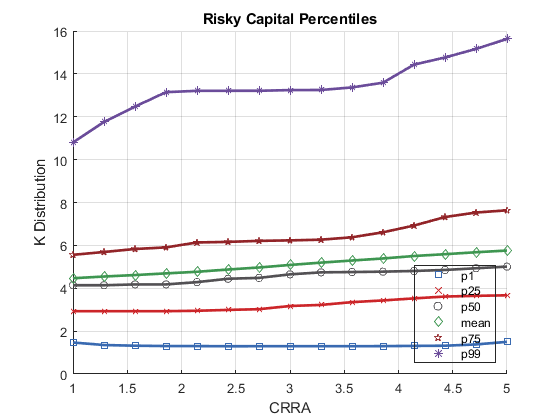 Risky Capital Percentiles
16
14
12
10
8
6
4
2
0
K Distribution
p1
p25
p50
mean
p75
p99
1 1.5 2 2.5 3 3.5 4 4.5 5
CRRA